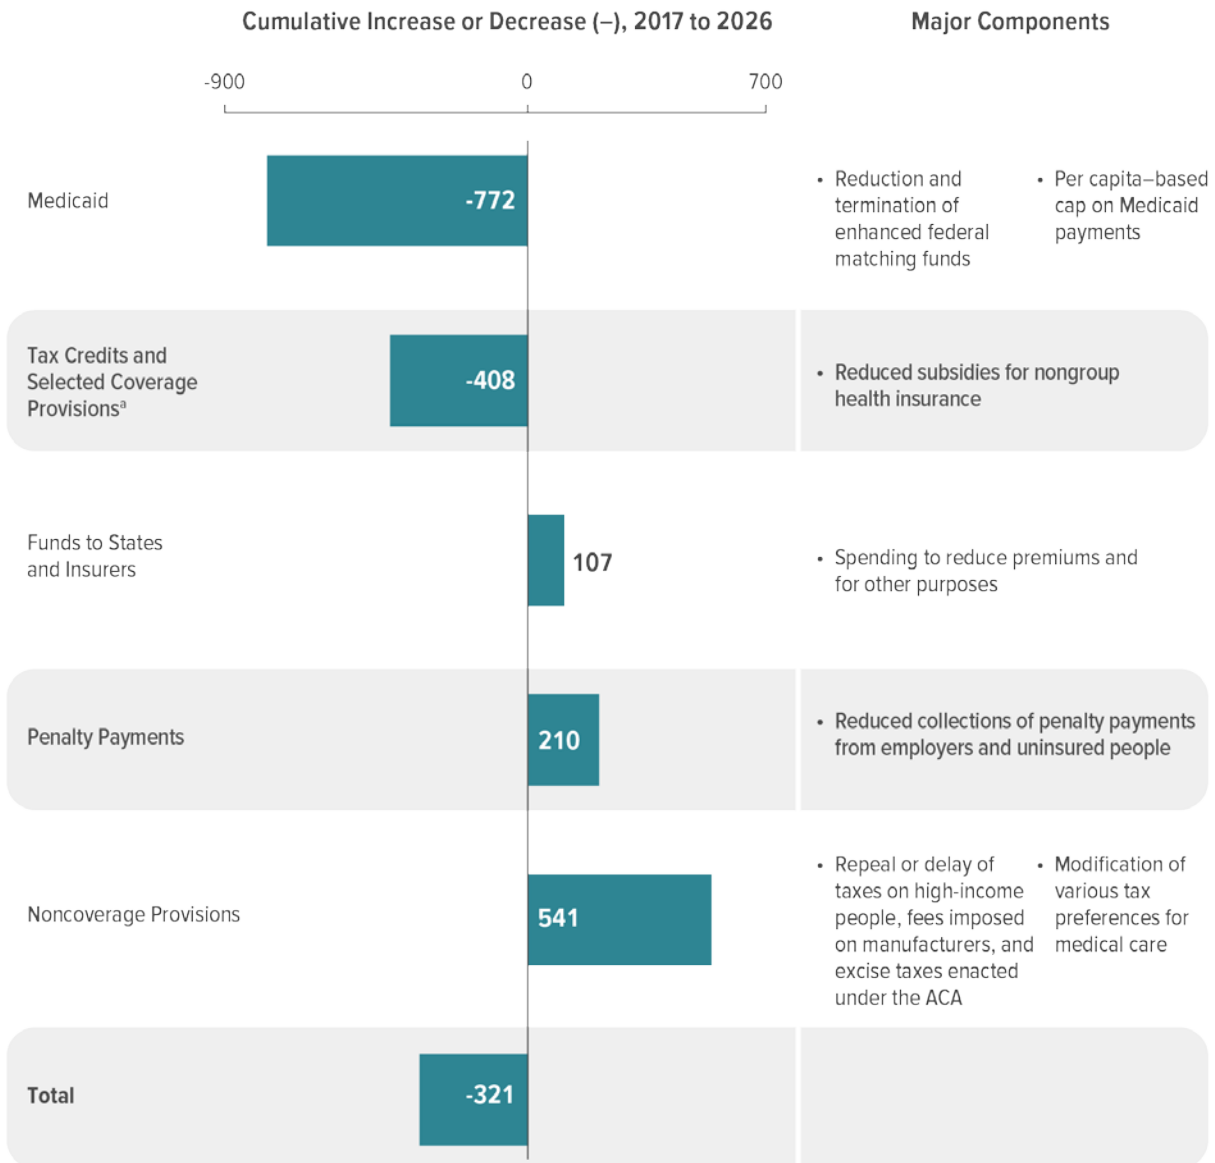 Cumulative Increase or Decrease (–), 2017 to 2026
Major Components
-900
0
700
Medicaid
-772
• Reduction and
termination of
enhanced federal
matching funds
• Per capita–based
cap on Medicaid
payments
Tax Credits and
Selected Coverage
Provisionsᵃ
-408
• Reduced subsidies for nongroup
health insurance
Funds to States
and Insurers
107
• Spending to reduce premiums and
for other purposes
Penalty Payments
210
• Reduced collections of penalty payments
from employers and uninsured people
Noncoverage Provisions
541
• Repeal or delay of
taxes on high-income
people, fees imposed
on manufacturers, and
excise taxes enacted
under the ACA
• Modification of
various tax
preferences for
medical care
Total
-321